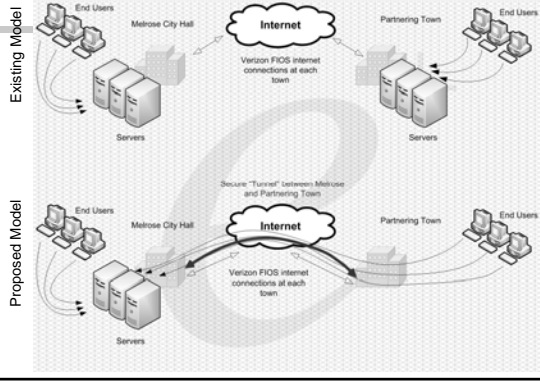 Existing Model
End Users
Melrose City Hall
Internet
Verizon FIOS internet
connections at each
town
Servers
Partnering Town
End Users
Servers
Proposed Model
Secure "Tunnel" between Melrose
and Partnering Town
End Users
Melrose City Hall
Internet
Verizon FIOS internet
connections at each
town
Servers
Partnering Town
End Users